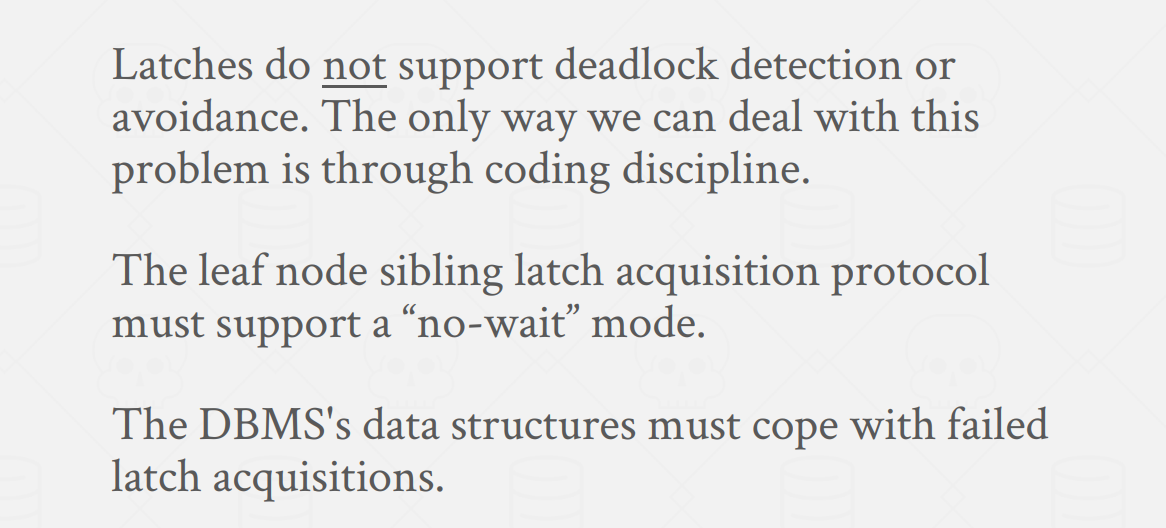 Latches do not support deadlock detection or
avoidance. The only way we can deal with this
problem is through coding discipline.
The leaf node sibling latch acquisition protocol
must support a “no-wait” mode.
The DBMS's data structures must cope with failed
latch acquisitions.